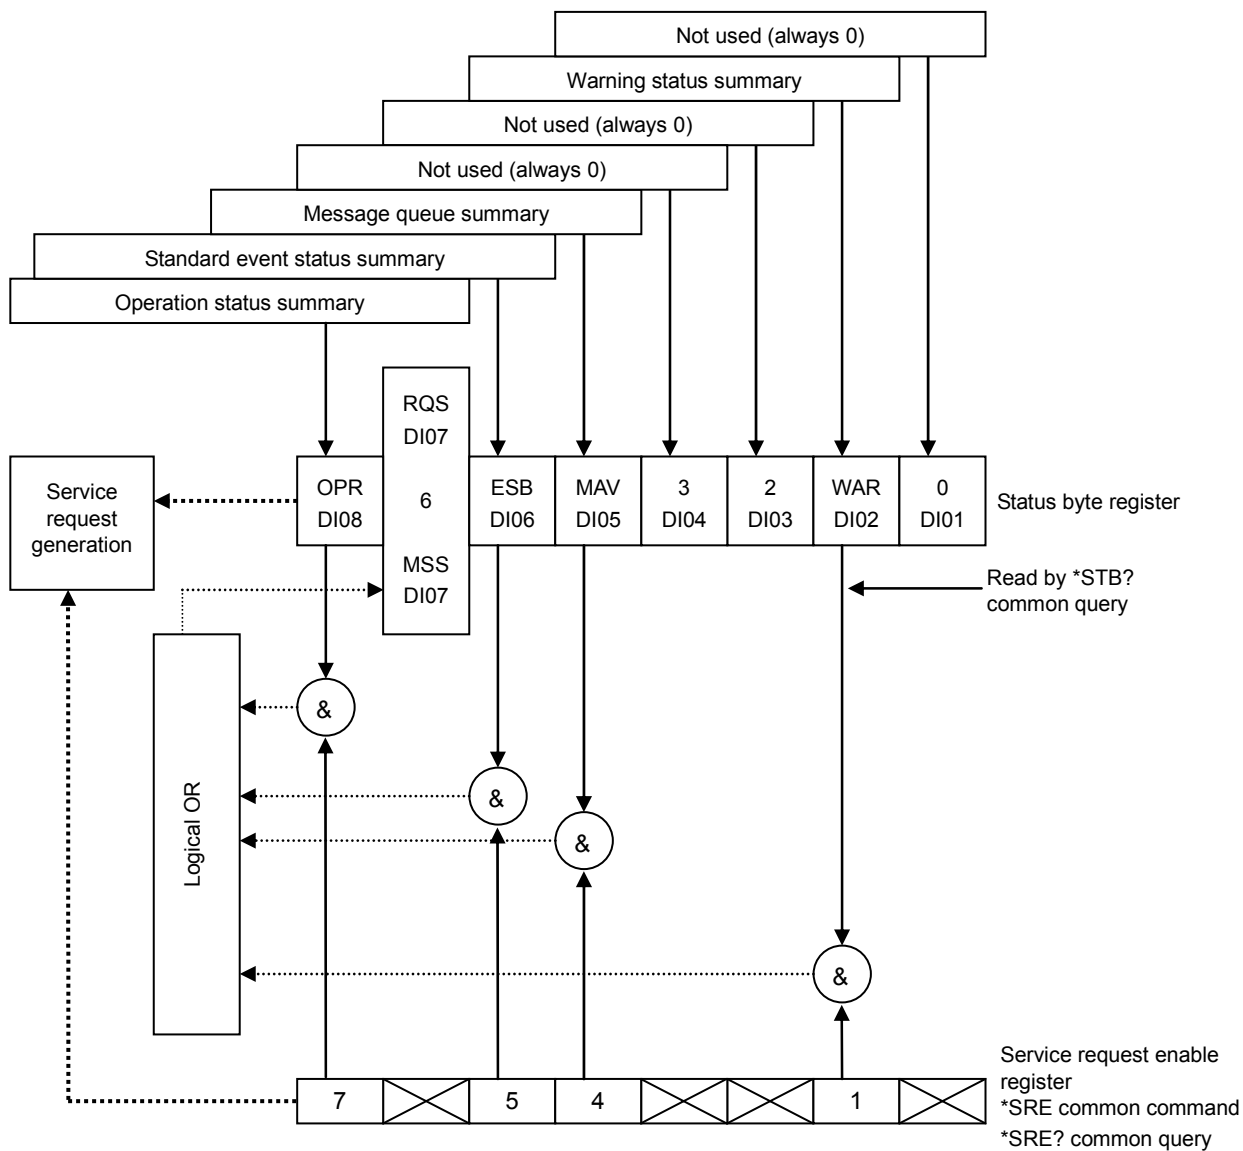 Not used (always 0)
Warning status summary
Not used (always 0)
Not used (always 0)
Message queue summary
Standard event status summary
Operation status summary
RQS
DI07
6
MSS
DI07
Service
request
generation
OPR
DI08
ESB
DI06
MAV
DI05
3
DI04
2
DI03
WAR
DI02
0
DI01
Status byte register
Read by *STB?
common query
&
&
&
&
Logical OR
7
5
4
1
Service request enable
register
*SRE common command
*SRE? common query